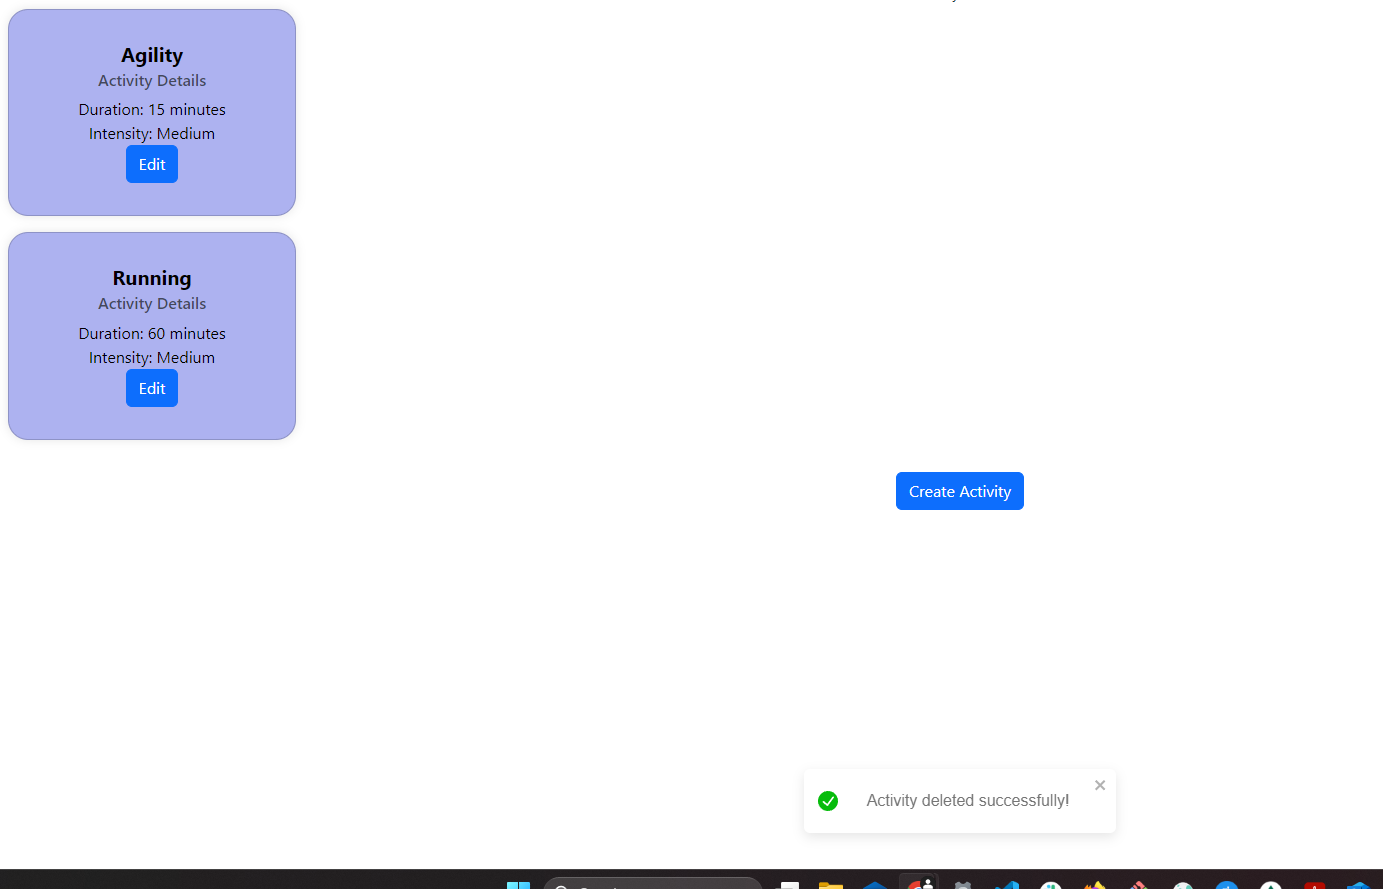 Agility
Activity Details
Duration: 15 minutes
Intensity: Medium
Edit
Running
Activity Details
Duration: 60 minutes
Intensity: Medium
Edit
Create Activity
Activity deleted successfully!